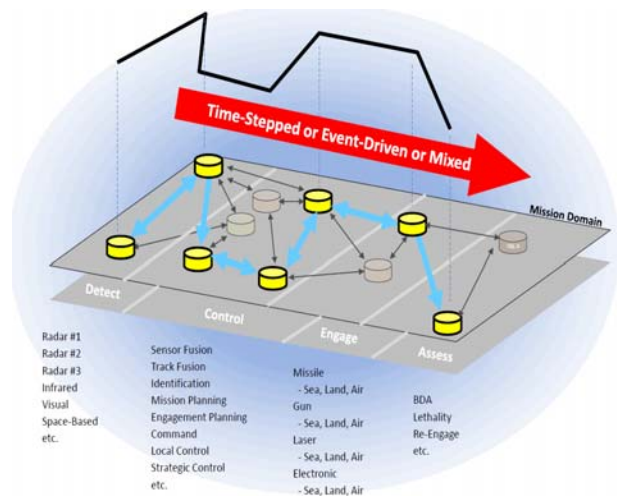 Time-Stepped or Event-Driven or Mixed
Mission Domain
Detect
Control
Engage
Assess
Radar #1
Radar #2
Radar #3
Infrared
Visual
Space-Based
etc.
Sensor Fusion
Track Fusion
Identification
Mission Planning
Engagement Planning
Command
Local Control
Strategic Control
etc.
Missile
- Sea, Land, Air
Gun
- Sea, Land, Air
Laser
- Sea, Land, Air
Electronic
- Sea, Land, Air
BDA
Lethality
Re-Engage
etc.